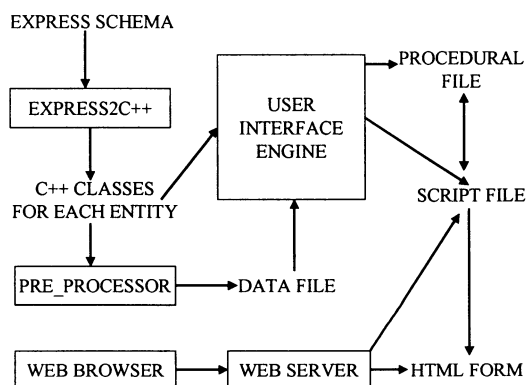 EXPRESS SCHEMA
EXPRESS2C++
C++ CLASSES
FOR EACH ENTITY
PRE_PROCESSOR
DATA FILE
USER
INTERFACE
ENGINE
PROCEDURAL
FILE
SCRIPT FILE
WEB BROWSER
WEB SERVER
HTML FORM